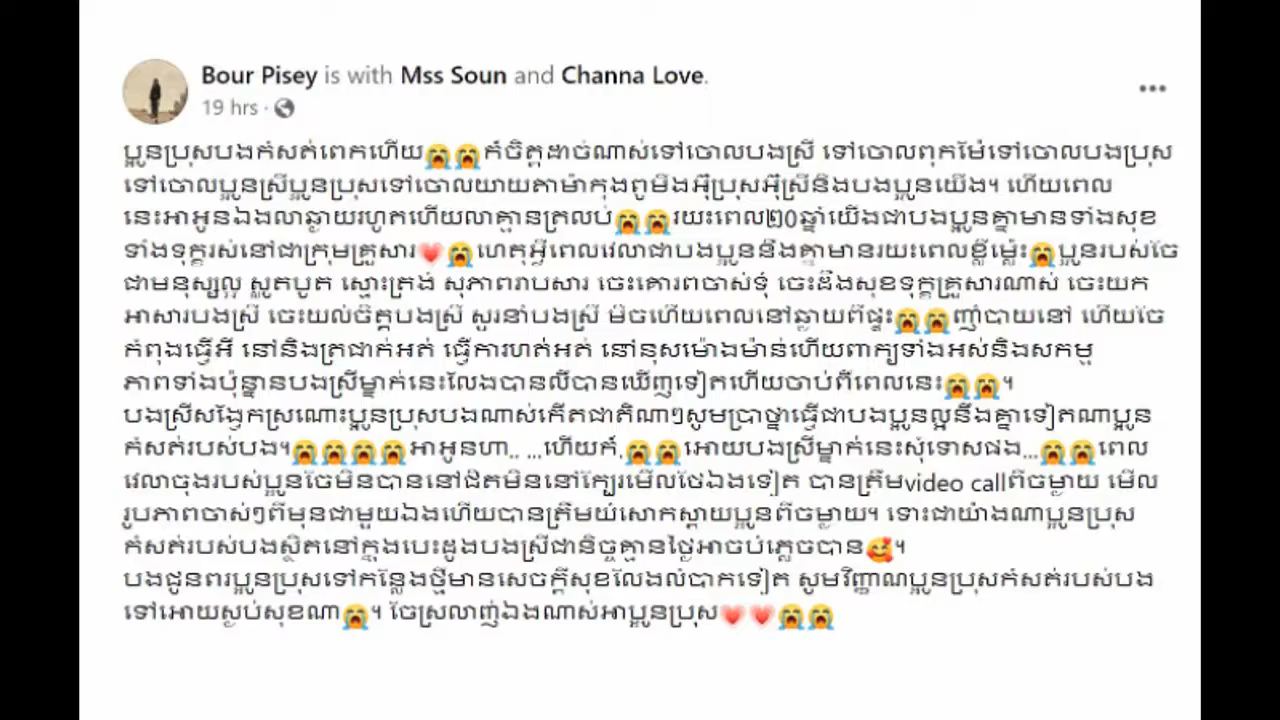 Bour Pisey is with Mss Soun and Channa Love.
19 hrs ·
ប្អូនប្រុសបងកំសត់ពេកហើយ😭😭ក៏ចិត្តដាច់ណាស់ទៅចោលបងស្រី ទៅចោលពុកម៉ែទៅចោលបងប្រុស
ទៅចោលប្អូនស្រីប្អូនប្រុសទៅចោលយាយតាម៉ាកុងពូមីងអ៊ុំប្រុសអ៊ុំស្រីនិងបងប្អូនយើង។ ហើយពេល
នេះអាអូនឯងលាឆ្ងាយរហូតហើយលាគ្មានត្រលប់😭😭រយះពេល២0ឆ្នាំយើងជាបងប្អូនគ្នាមានទាំងសុខ
ទាំងទុក្ខរស់នៅជាក្រុមគ្រួសារ💗😭ហេតុអ្វីពេលវេលាជាបងប្អូននឹងគ្នាមានរយះពេលខ្លីម្ល៉េះ😭ប្អូនរបស់ចែ
ជាមនុស្សល្អ ស្លូតបូត ស្មោះត្រង់ សុភាពរាបសារ ចេះគោរពចាស់ទុំ ចេះដឹងសុខទុក្ខគ្រួសារណាស់ ចេះយក
អាសារបងស្រី ចេះយល់ចិត្តបងស្រី សួរនាំបងស្រី ម៉ិចហើយពេលនៅឆ្ងាយពីផ្ទះ😭😭ញ៉ាំបាយនៅ ហើយចែ
កំពុងធ្វើអី នៅនិងត្រជាក់អត់ ធ្វើការហត់អត់ នៅនុសម៉ោងម៉ាន់ហើយពាក្យទាំងអស់និងសកម្ម
ភាពទាំងប៉ុន្នានបងស្រីម្នាក់នេះលែងបានលឺបានឃើញទៀតហើយចាប់ពីពេលនេះ😭😭។
បងស្រីសង្វែកស្រណោះប្អូនប្រុសបងណាស់កើតជាតិណាៗសូមប្រាថ្នាធ្វើជាបងប្អូនល្អនឹងគ្នាទៀតណាប្អូន
កំសត់របស់បង។😭😭😭😭អាអូនហា.. ...ហើយក៍.😭😭អោយបងស្រីម្នាក់នេះសុំទោសផង...😭😭ពេល
វេលាចុងរបស់ប្អូនចែមិនបាននៅជិតមិននៅក្បែរមើលថែឯងទៀត បានត្រឹមvideo callពីចម្ងាយ មើល
រូបភាពចាស់ៗពីមុនជាមួយឯងហើយបានត្រឹមយំសោកស្តាយប្អូនពីចម្ងាយ។ ទោះជាយ៉ាងណាប្អូនប្រុស
កំសត់របស់បងស្ថិតនៅក្នុងបេះដូងបងស្រីជានិច្ចគ្មានថ្ងៃអាចបំភ្លេចបាន🥰។
បងជូនពរប្អូនប្រុសទៅកន្លែងថ្មីមានសេចក្តីសុខលែងលំបាកទៀត សូមវិញ្ញាណប្អូនប្រុសកំសត់របស់បង
ទៅអោយស្ងប់សុខណា😭។ ចែស្រលាញ់ឯងណាស់អាប្អូនប្រុស💗💗😭😭